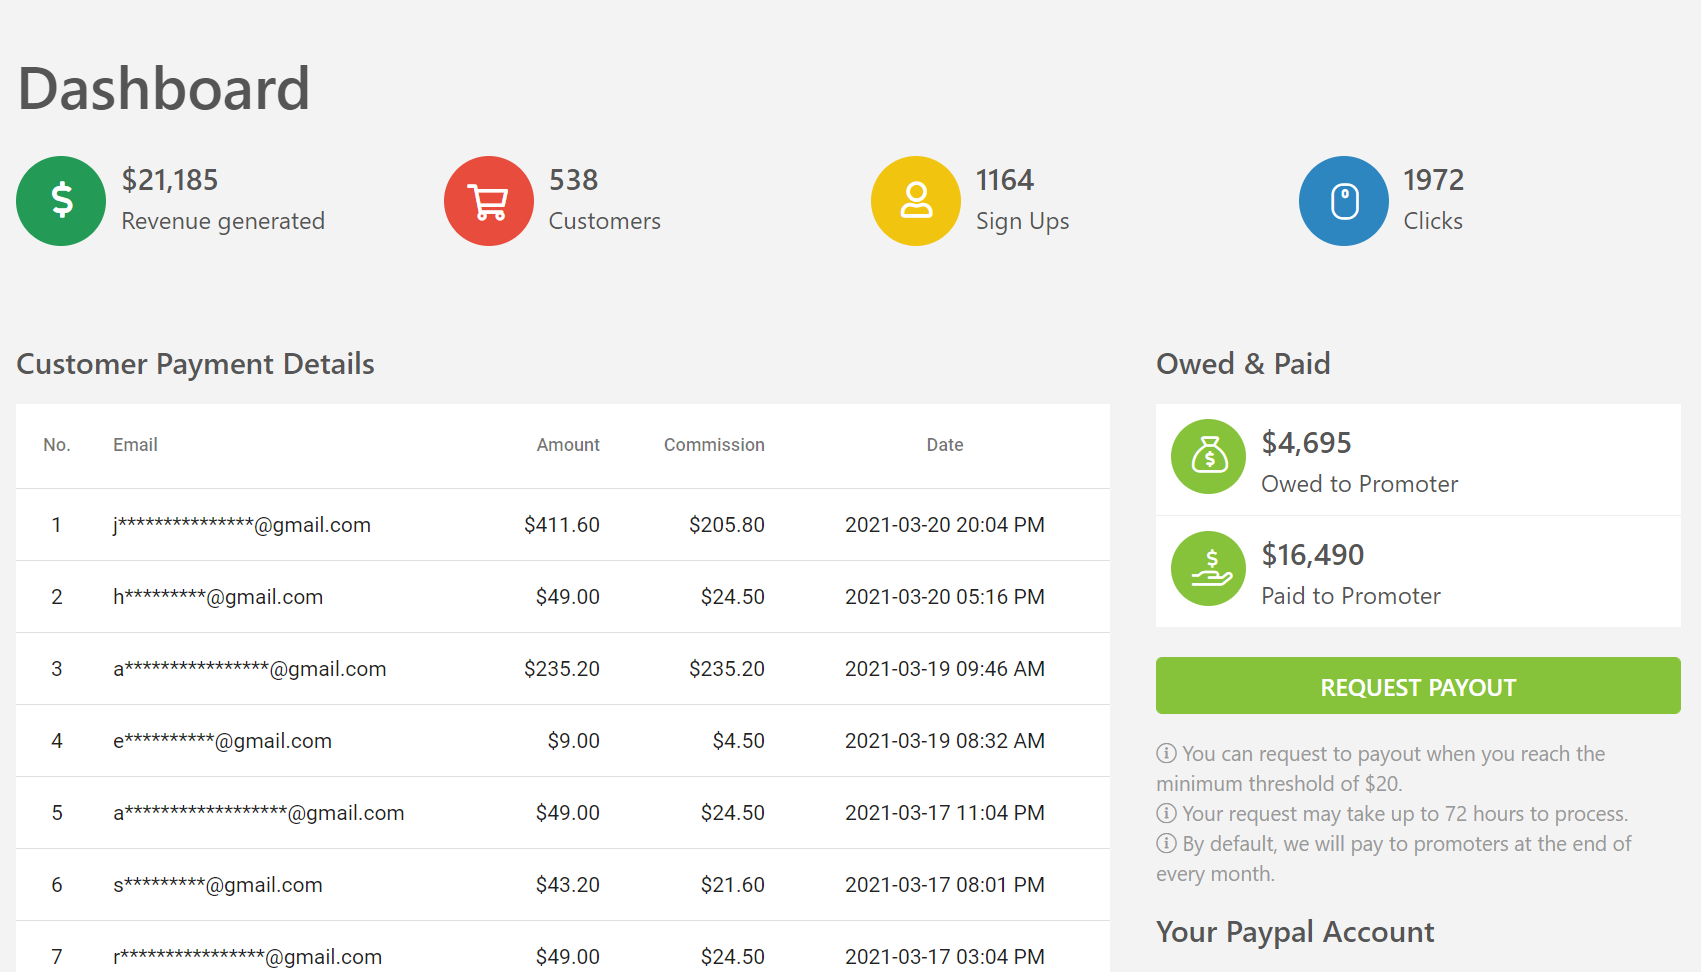 Dashboard
$21,185
Revenue generated
538
Customers
1164
Sign Ups
1972
Clicks
Customer Payment Details
No. Email Amount Commission Date
1 j***************@gmail.com $411.60 $205.80 2021-03-20 20:04 PM
2 h*********@gmail.com $49.00 $24.50 2021-03-20 05:16 PM
3 a****************@gmail.com $235.20 $235.20 2021-03-19 09:46 AM
4 e**********@gmail.com $9.00 $4.50 2021-03-19 08:32 AM
5 a******************@gmail.com $49.00 $24.50 2021-03-17 11:04 PM
6 s*********@gmail.com $43.20 $21.60 2021-03-17 08:01 PM
7 r****************@gmail.com $49.00 $24.50 2021-03-17 03:04 PM
Owed & Paid
$4,695
Owed to Promoter
$16,490
Paid to Promoter
REQUEST PAYOUT
You can request to payout when you reach the
minimum threshold of $20.
Your request may take up to 72 hours to process.
By default, we will pay to promoters at the end of
every month.
Your Paypal Account